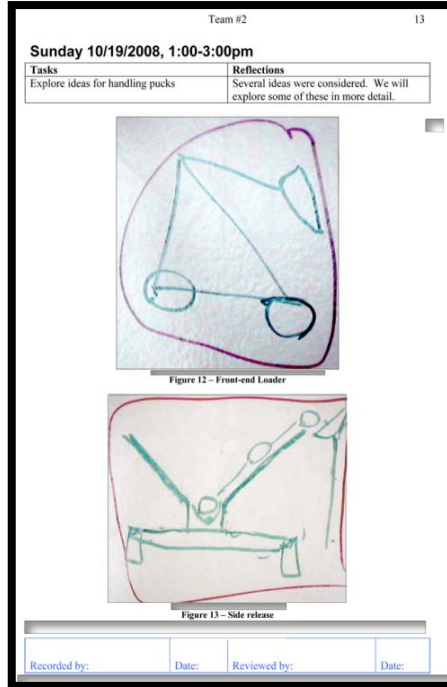 Team #2
13
Sunday 10/19/2008, 1:00-3:00pm
Tasks
Reflections
Explore ideas for handling pucks
Several ideas were considered.  We will
explore some of these in more detail.
Figure 12 – Front-end Loader
Figure 13 – Side release
Recorded by:
Date:
Reviewed by:
Date: